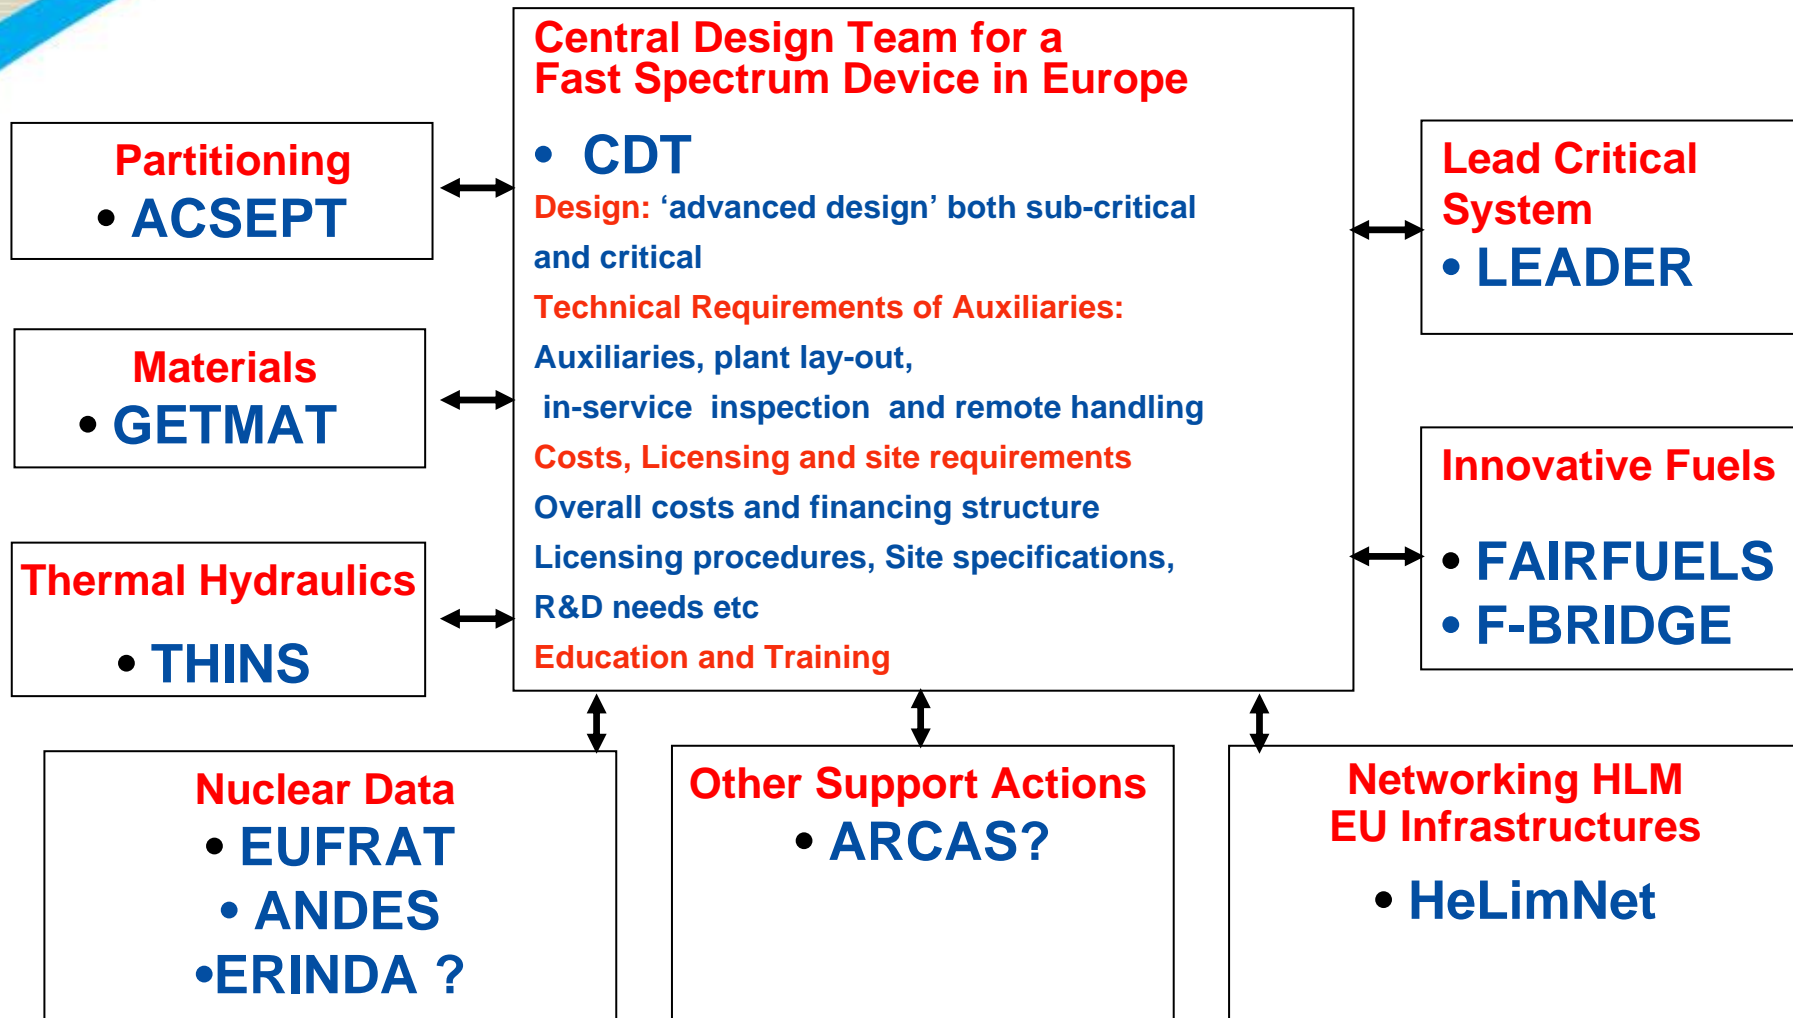 Central Design Team for a
Fast Spectrum Device in Europe
• CDT
Design: ‘advanced design’ both sub-critical
and critical
Technical Requirements of Auxiliaries:
Auxiliaries, plant lay-out,
in-service inspection and remote handling
Costs, Licensing and site requirements
Overall costs and financing structure
Licensing procedures, Site specifications,
R&D needs etc
Education and Training
Partitioning
• ACSEPT
Materials
• GETMAT
Thermal Hydraulics
• THINS
Lead Critical
System
• LEADER
Innovative Fuels
• FAIRFUELS
• F-BRIDGE
Nuclear Data
• EUFRAT
• ANDES
•ERINDA ?
Other Support Actions
• ARCAS?
Networking HLM
EU Infrastructures
• HeLimNet